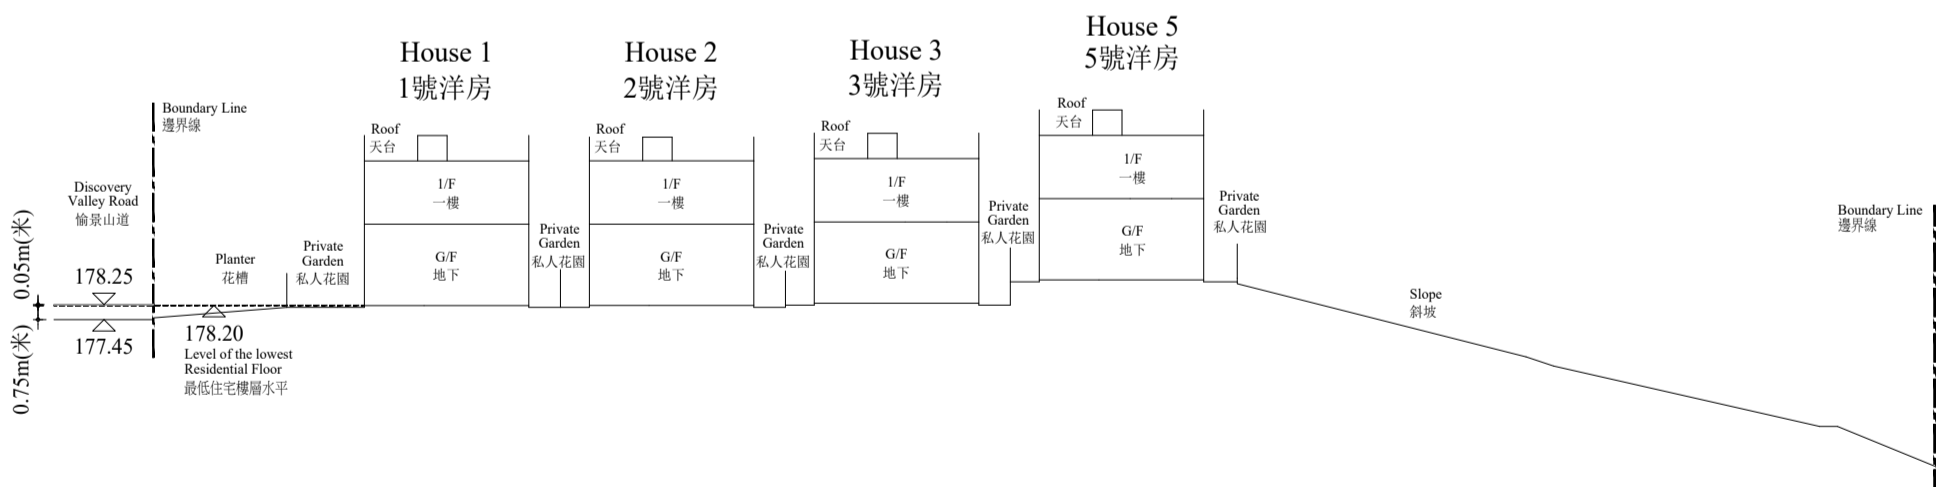 House 1
1號洋房
House 2
2號洋房
House 3
3號洋房
House 5
5號洋房
Boundary Line
邊界線
Roof
天台
Roof
天台
Roof
天台
Roof
天台
1/F
一樓
1/F
一樓
1/F
一樓
1/F
一樓
Discovery
Valley Road
愉景山道
0.05m(米)
178.25
0.75m(米)
177.45
Planter
花槽
Private
Garden
私人花園
G/F
地下
Private
Garden
私人花園
G/F
地下
Private
Garden
私人花園
G/F
地下
Private
Garden
私人花園
G/F
地下
Private
Garden
私人花園
Boundary Line
邊界線
178.20
Level of the lowest
Residential Floor
最低住宅樓層水平
Slope
斜坡